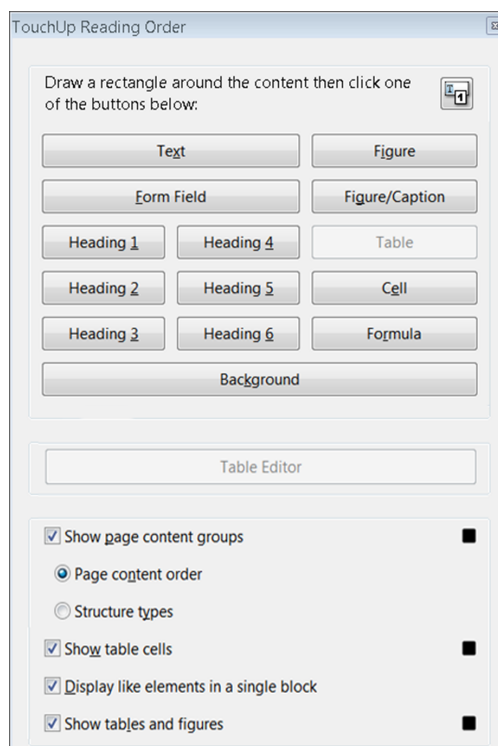 TouchUp Reading Order
Draw a rectangle around the content then click one
of the buttons below:
Text
Figure
Form Field
Figure/Caption
Heading 1
Heading 4
Table
Heading 2
Heading 5
Cell
Heading 3
Heading 6
Formula
Background
Table Editor
Show page content groups
Page content order
Structure types
Show table cells
Display like elements in a single block
Show tables and figures